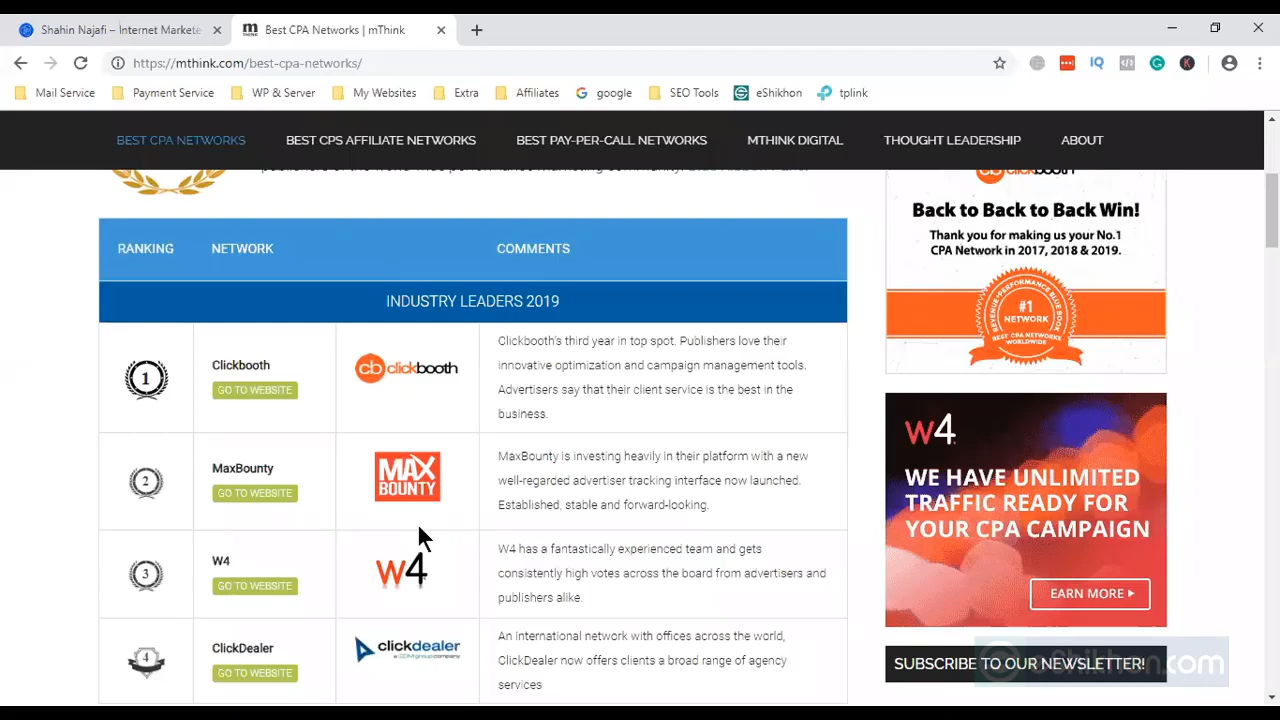 Shahin Najafi – Internet Markete
Best CPA Networks | mThink
https://mthink.com/best-cpa-networks/
Mail Service
Payment Service
WP & Server
My Websites
Extra
Affiliates
google
SEO Tools
eShikhon
tplink
BEST CPA NETWORKS
BEST CPS AFFILIATE NETWORKS
BEST PAY-PER-CALL NETWORKS
MTHINK DIGITAL
THOUGHT LEADERSHIP
ABOUT
RANKING
NETWORK
COMMENTS
INDUSTRY LEADERS 2019
1
Clickbooth
GO TO WEBSITE
cb clickbooth
Clickbooth's third year in top spot. Publishers love their
innovative optimization and campaign management tools.
Advertisers say that their client service is the best in the
business.
2
MaxBounty
GO TO WEBSITE
MAX
BOUNTY
MaxBounty is investing heavily in their platform with a new
well-regarded advertiser tracking interface now launched.
Established, stable and forward-looking.
3
W4
GO TO WEBSITE
W4
W4 has a fantastically experienced team and gets
consistently high votes across the board from advertisers and
publishers alike.
4
ClickDealer
GO TO WEBSITE
clickdealer
An international network with offices across the world,
ClickDealer now offers clients a broad range of agency
services
Back to Back to Back Win!
Thank you for making us your No.1
CPA Network in 2017, 2018 & 2019.
#1
NETWORK
W4
WE HAVE UNLIMITED
TRAFFIC READY FOR
YOUR CPA CAMPAIGN
EARN MORE
SUBSCRIBE TO OUR NEWSLETTER!
eShikhon.com